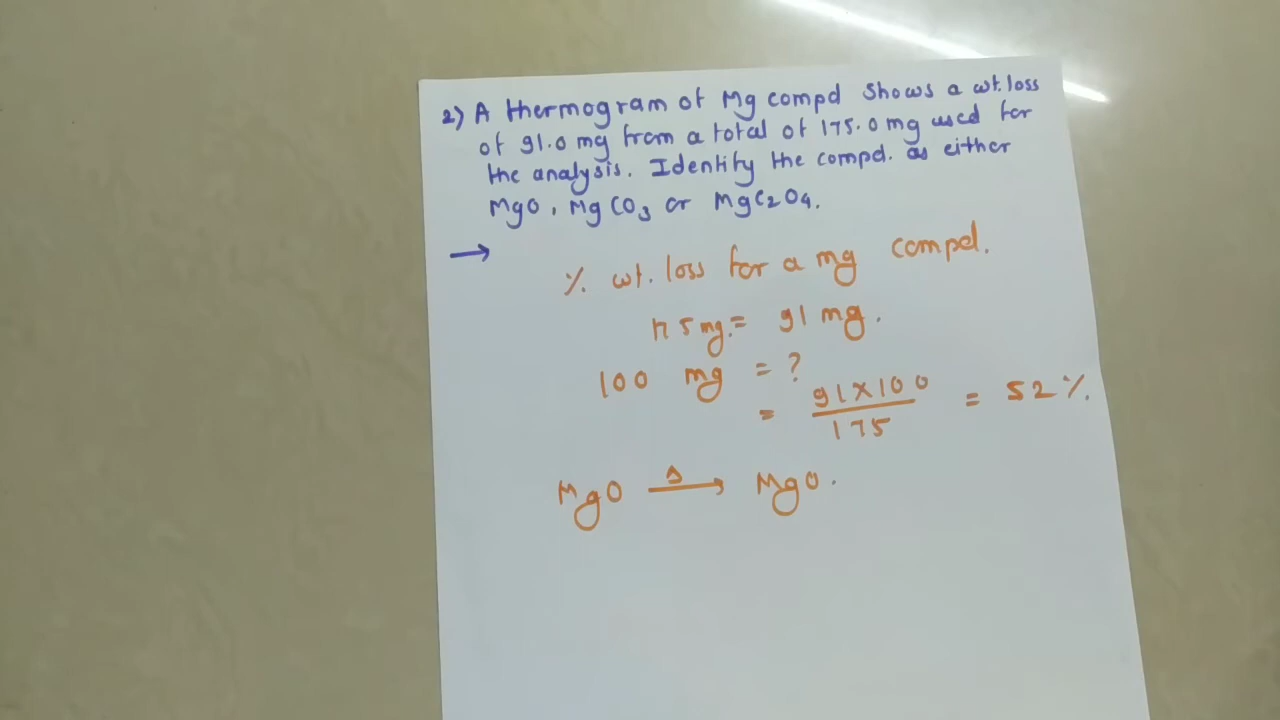 2) A thermogram of Mg compd shows a wt. loss
of 91.0 mg from a total of 175.0 mg used for
the analysis. Identify the compd. as either
MgO, MgCO3 or MgC2O4.
→
% wt. loss for a mg compd.
175 mg. = 91 mg.
100 mg = ?
= 91 X 100 / 175 = 52 %.
MgO Δ→ MgO.